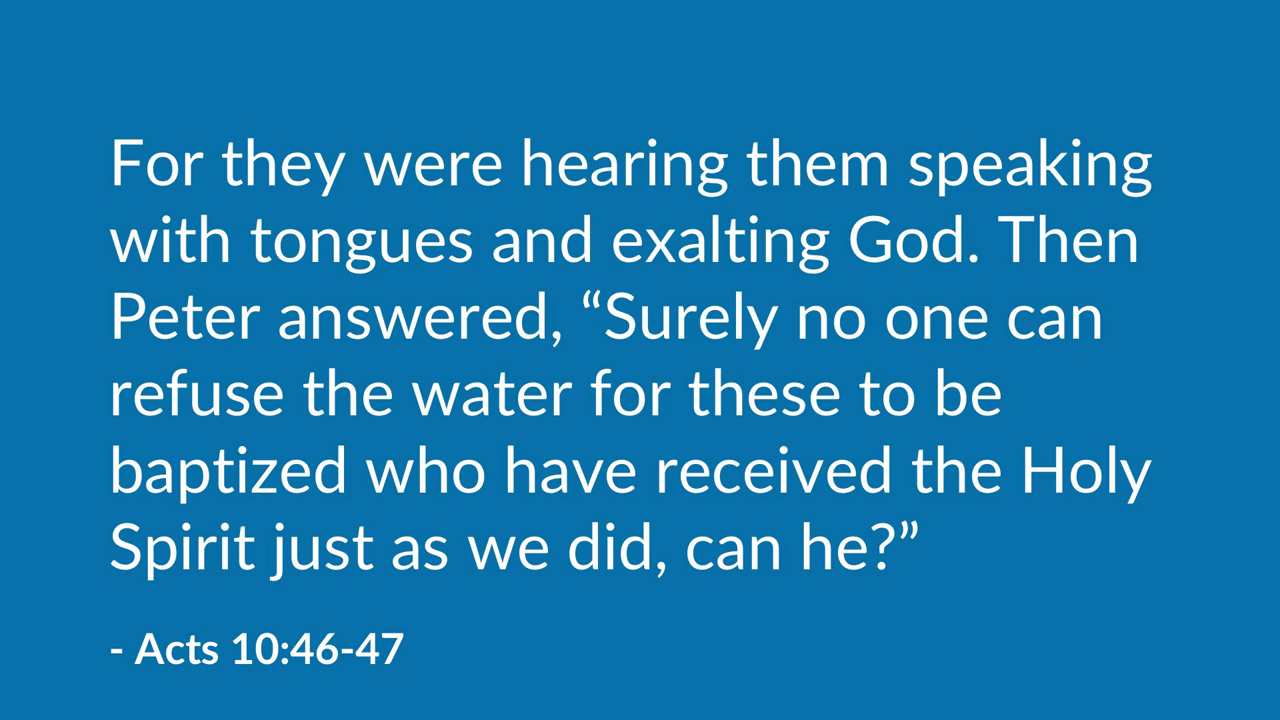 For they were hearing them speaking
with tongues and exalting God. Then
Peter answered, “Surely no one can
refuse the water for these to be
baptized who have received the Holy
Spirit just as we did, can he?”
- Acts 10:46-47